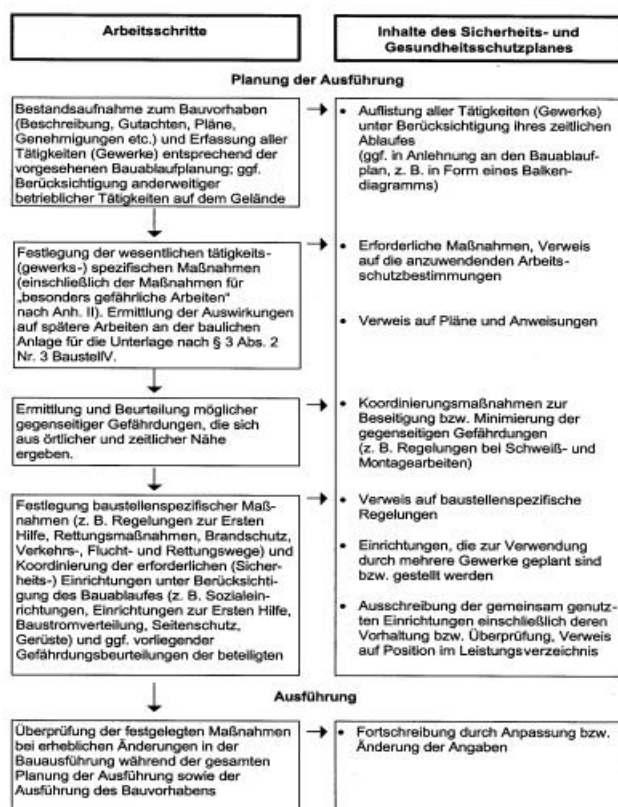 Arbeitsschritte
Inhalte des Sicherheits- und
Gesundheitsschutzplanes
Planung der Ausführung
Bestandsaufnahme zum Bauvorhaben
(Beschreibung, Gutachten, Pläne,
Genehmigungen etc.) und Erfassung aller
Tätigkeiten (Gewerke) entsprechend der
vorgesehenen Bauablaufplanung; ggf.
Berücksichtigung anderweitiger
betrieblicher Tätigkeiten auf dem Gelände
• Auflistung aller Tätigkeiten (Gewerke)
unter Berücksichtigung ihres zeitlichen
Ablaufes
(ggf. in Anlehnung an den Bauablauf-
plan, z. B. in Form eines Balken-
diagramms)
Festlegung der wesentlichen tätigkeits-
(gewerks-) spezifischen Maßnahmen
(einschließlich der Maßnahmen für
„besonders gefährliche Arbeiten“
nach Anh. II). Ermittlung der Auswirkungen
auf spätere Arbeiten an der baulichen
Anlage für die Unterlage nach § 3 Abs. 2
Nr. 3 BaustellV.
• Erforderliche Maßnahmen, Verweis
auf die anzuwendenden Arbeits-
schutzbestimmungen
• Verweis auf Pläne und Anweisungen
Ermittlung und Beurteilung möglicher
gegenseitiger Gefährdungen, die sich
aus örtlicher und zeitlicher Nähe
ergeben.
• Koordinierungsmaßnahmen zur
Beseitigung bzw. Minimierung der
gegenseitigen Gefährdungen
(z. B. Regelungen bei Schweiß- und
Montagearbeiten)
Festlegung baustellenspezifischer Maß-
nahmen (z. B. Regelungen zur Ersten
Hilfe, Rettungsmaßnahmen, Brandschutz,
Verkehrs-, Flucht- und Rettungswege) und
Koordinierung der erforderlichen (Sicher-
heits-) Einrichtungen unter Berücksichti-
gung des Bauablaufes (z. B. Sozialein-
richtungen, Einrichtungen zur Ersten Hilfe,
Baustromverteilung, Seitenschutz,
Gerüste) und ggf. vorliegender
Gefährdungsbeurteilungen der beteiligten
• Verweis auf baustellenspezifische
Regelungen
• Einrichtungen, die zur Verwendung
durch mehrere Gewerke geplant sind
bzw. gestellt werden
• Ausschreibung der gemeinsam genutz-
ten Einrichtungen einschließlich deren
Vorhaltung bzw. Überprüfung, Verweis
auf Position im Leistungsverzeichnis
Ausführung
Überprüfung der festgelegten Maßnahmen
bei erheblichen Änderungen in der
Bauausführung während der gesamten
Planung der Ausführung sowie der
Ausführung des Bauvorhabens
• Fortschreibung durch Anpassung bzw.
Änderung der Angaben